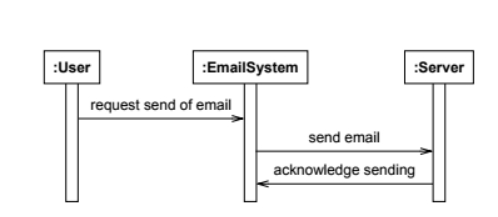 :User
:EmailSystem
:Server
request send of email
send email
acknowledge sending